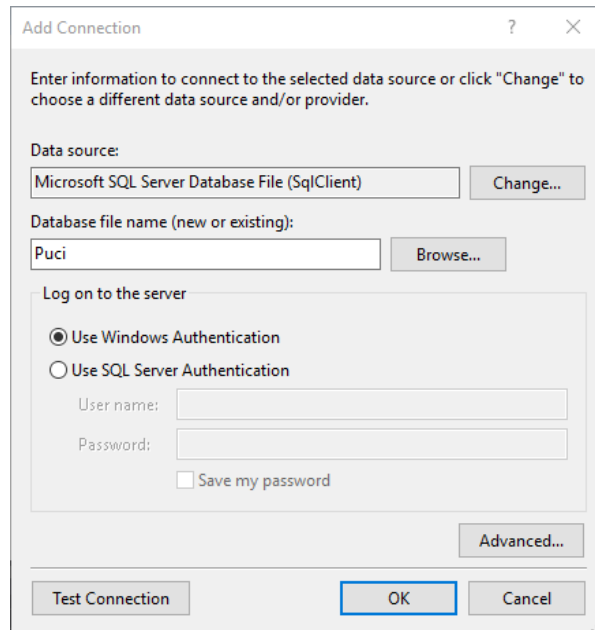 Add Connection
?
Enter information to connect to the selected data source or click "Change" to
choose a different data source and/or provider.
Data source:
Microsoft SQL Server Database File (SqlClient)
Change...
Database file name (new or existing):
Puci
Browse...
Log on to the server
Use Windows Authentication
Use SQL Server Authentication
User name:
Password:
Save my password
Advanced...
Test Connection
OK
Cancel